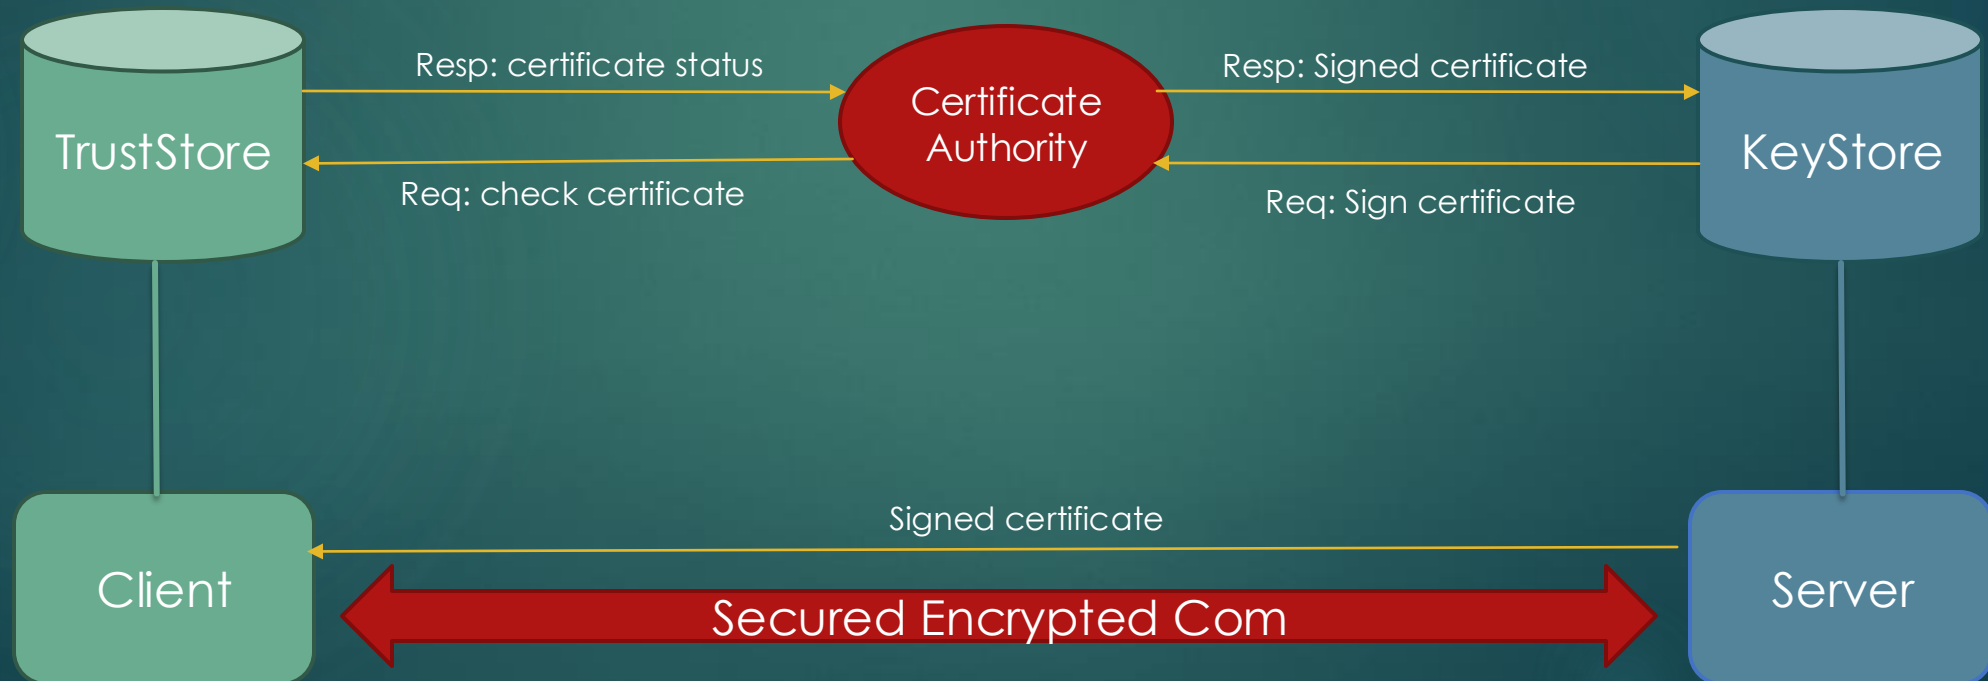 Resp: certificate status
Resp: Signed certificate
Certificate
Authority
TrustStore
KeyStore
Req: check certificate
Req: Sign certificate
Signed certificate
Client
Server
Secured Encrypted Com